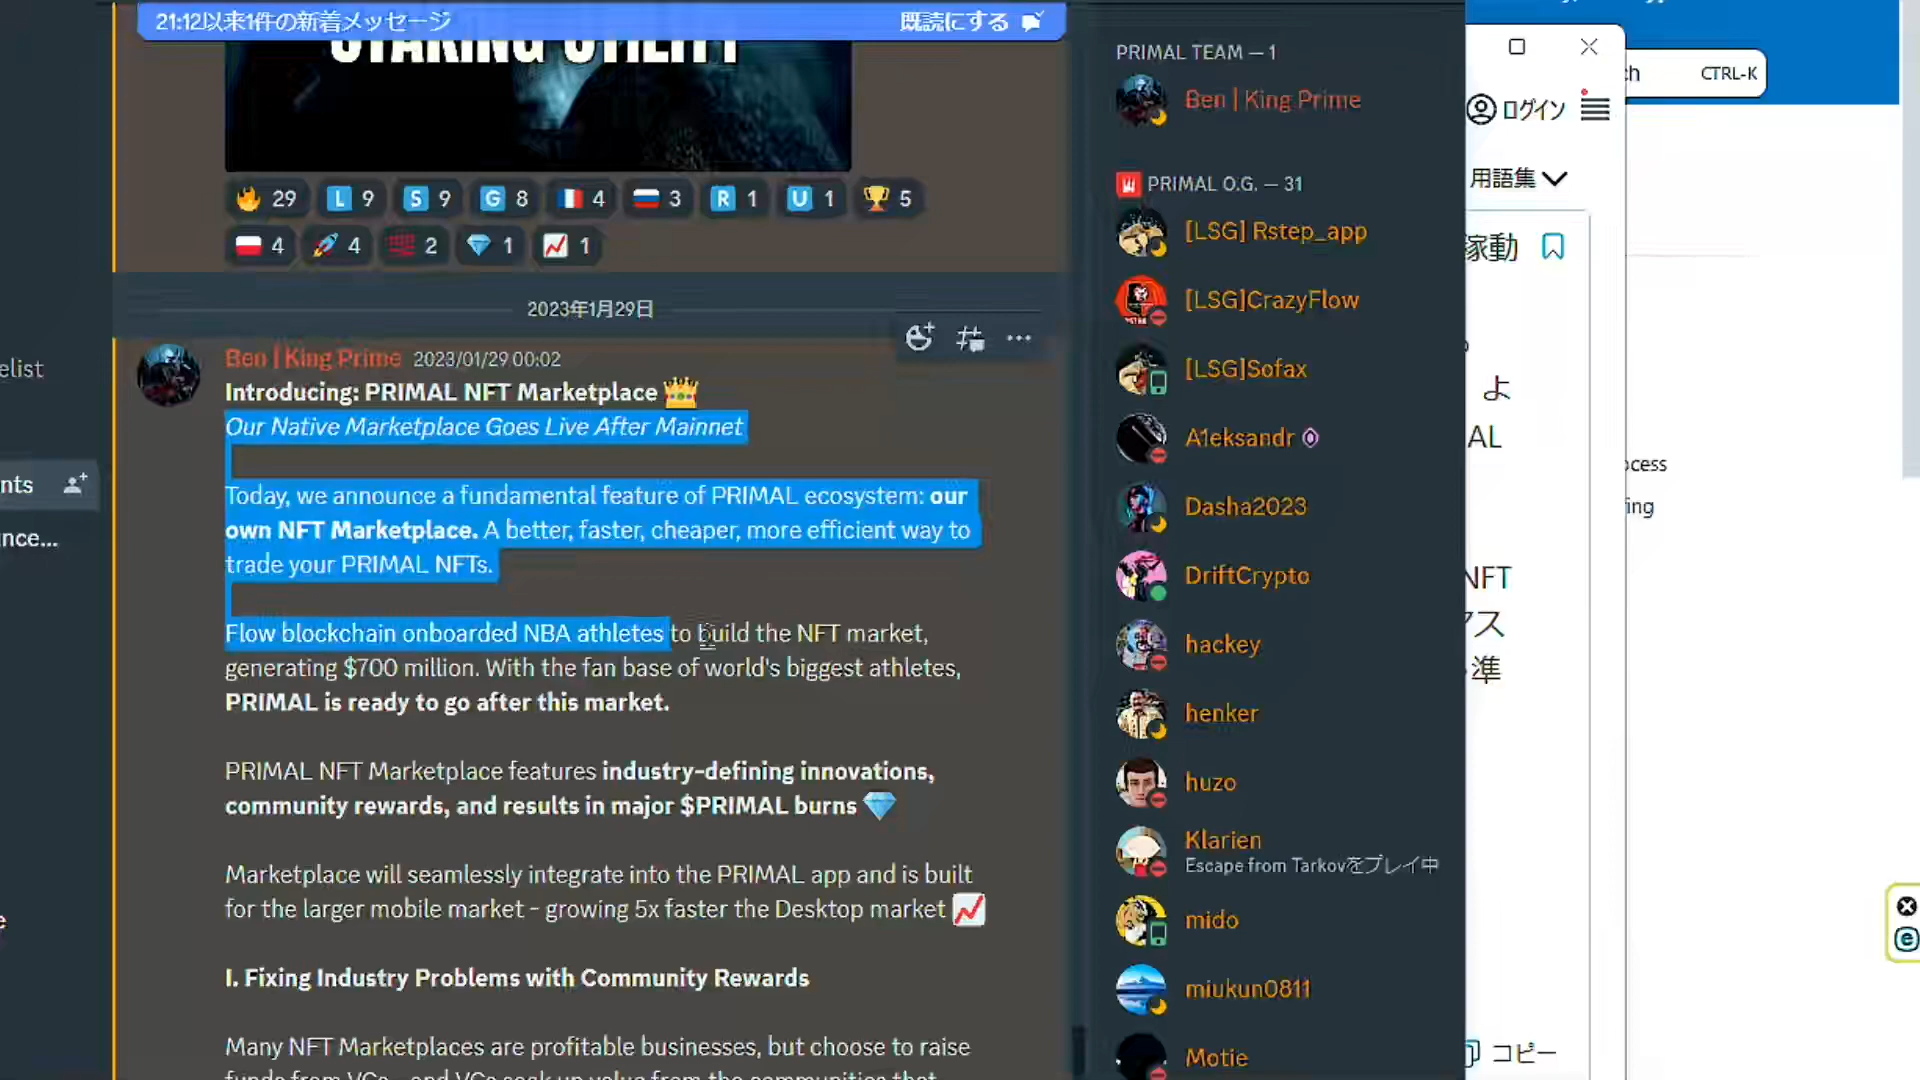 21:12以来1件の新着メッセージ
既読にする
STAKING UTILITY
29
9
9
8
4
3
1
1
5
4
4
2
1
1
2023年1月29日
Ben | King Prime 2023/01/29 00:02
Introducing: PRIMAL NFT Marketplace
Our Native Marketplace Goes Live After Mainnet
Today, we announce a fundamental feature of PRIMAL ecosystem: our
own NFT Marketplace. A better, faster, cheaper, more efficient way to
trade your PRIMAL NFTs.
Flow blockchain onboarded NBA athletes to build the NFT market,
generating $700 million. With the fan base of world's biggest athletes,
PRIMAL is ready to go after this market.
PRIMAL NFT Marketplace features industry-defining innovations,
community rewards, and results in major $PRIMAL burns
Marketplace will seamlessly integrate into the PRIMAL app and is built
for the larger mobile market - growing 5x faster the Desktop market
I. Fixing Industry Problems with Community Rewards
Many NFT Marketplaces are profitable businesses, but choose to raise
elist
nts
nce...
e
PRIMAL TEAM — 1
Ben | King Prime
PRIMAL O.G. — 31
[LSG] Rstep_app
[LSG]CrazyFlow
[LSG]Sofax
A1eksandr
Dasha2023
DriftCrypto
hackey
henker
huzo
Klarien
Escape from Tarkovをプレイ中
mido
miukun0811
Motie
ch
CTRL-K
ログイン
用語集
稼動
よ
AL
NFT
クス
準
コピー
ocess
ing